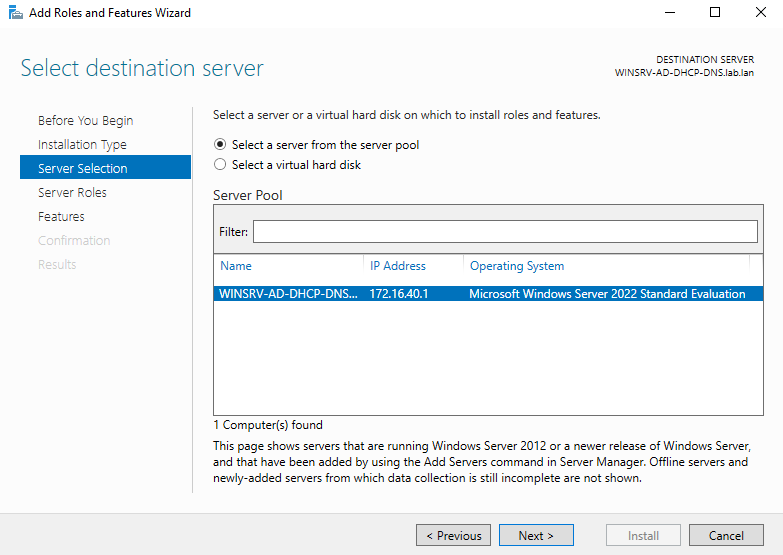 Add Roles and Features Wizard
Select destination server
DESTINATION SERVER
WINSRV-AD-DHCP-DNS.lab.lan
Before You Begin
Installation Type
Server Selection
Server Roles
Features
Confirmation
Results
Select a server or a virtual hard disk on which to install roles and features.
Select a server from the server pool
Select a virtual hard disk
Server Pool
Filter:
Name IP Address Operating System
WINSRV-AD-DHCP-DNS... 172.16.40.1 Microsoft Windows Server 2022 Standard Evaluation
1 Computer(s) found
This page shows servers that are running Windows Server 2012 or a newer release of Windows Server,
and that have been added by using the Add Servers command in Server Manager. Offline servers and
newly-added servers from which data collection is still incomplete are not shown.
< Previous Next > Install Cancel